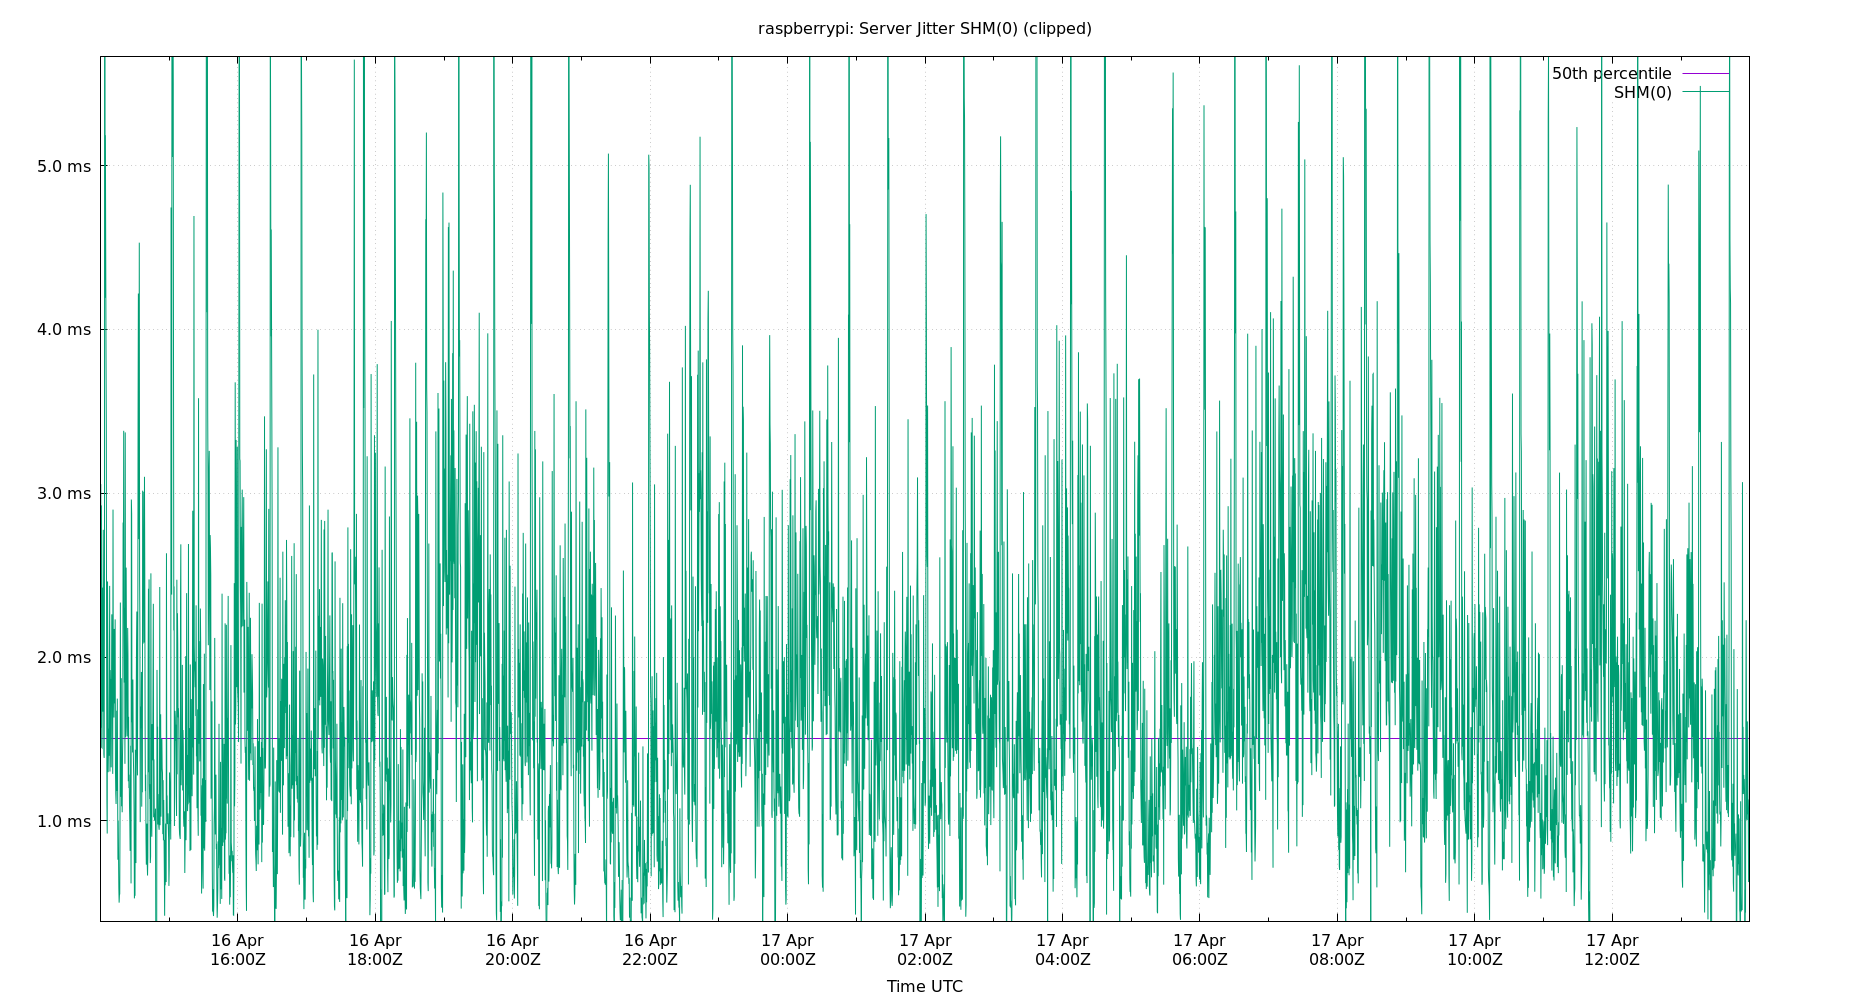 raspberrypi: Server Jitter SHM(0) (clipped)
50th percentile
SHM(0)
5.0 ms
4.0 ms
3.0 ms
2.0 ms
1.0 ms
16 Apr 16 Apr 16 Apr 16 Apr 17 Apr 17 Apr 17 Apr 17 Apr 17 Apr 17 Apr 17 Apr
16:00Z 18:00Z 20:00Z 22:00Z 00:00Z 02:00Z 04:00Z 06:00Z 08:00Z 10:00Z 12:00Z
Time UTC